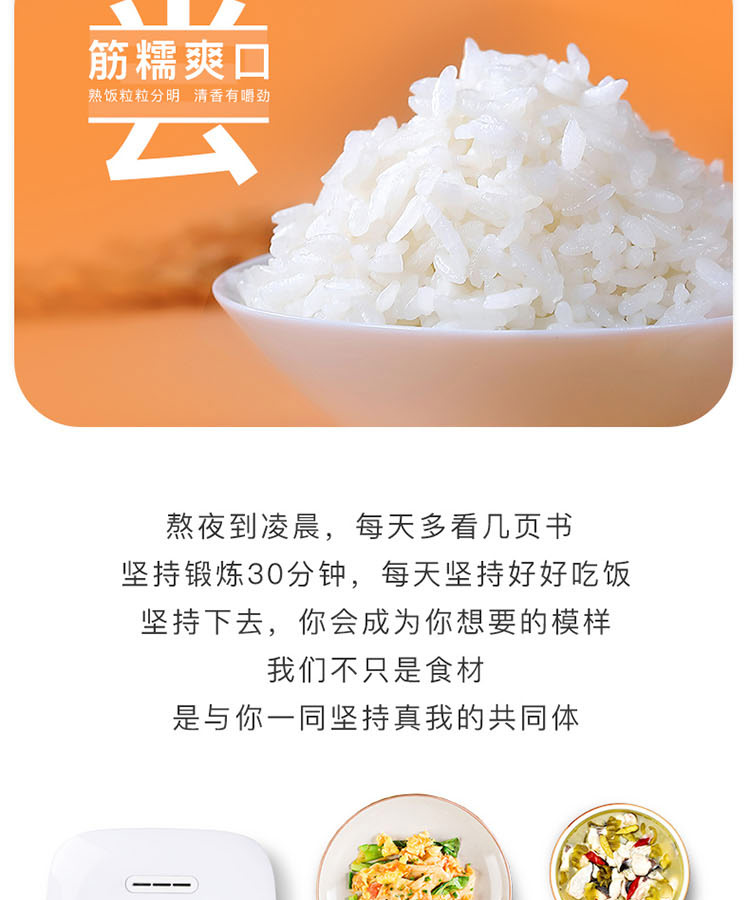 尝
筋糯爽口
熟饭粒粒分明 清香有嚼劲
熬夜到凌晨，每天多看几页书
坚持锻炼30分钟，每天坚持好好吃饭
坚持下去，你会成为你想要的模样
我们不只是食材
是与你一同坚持真我的共同体